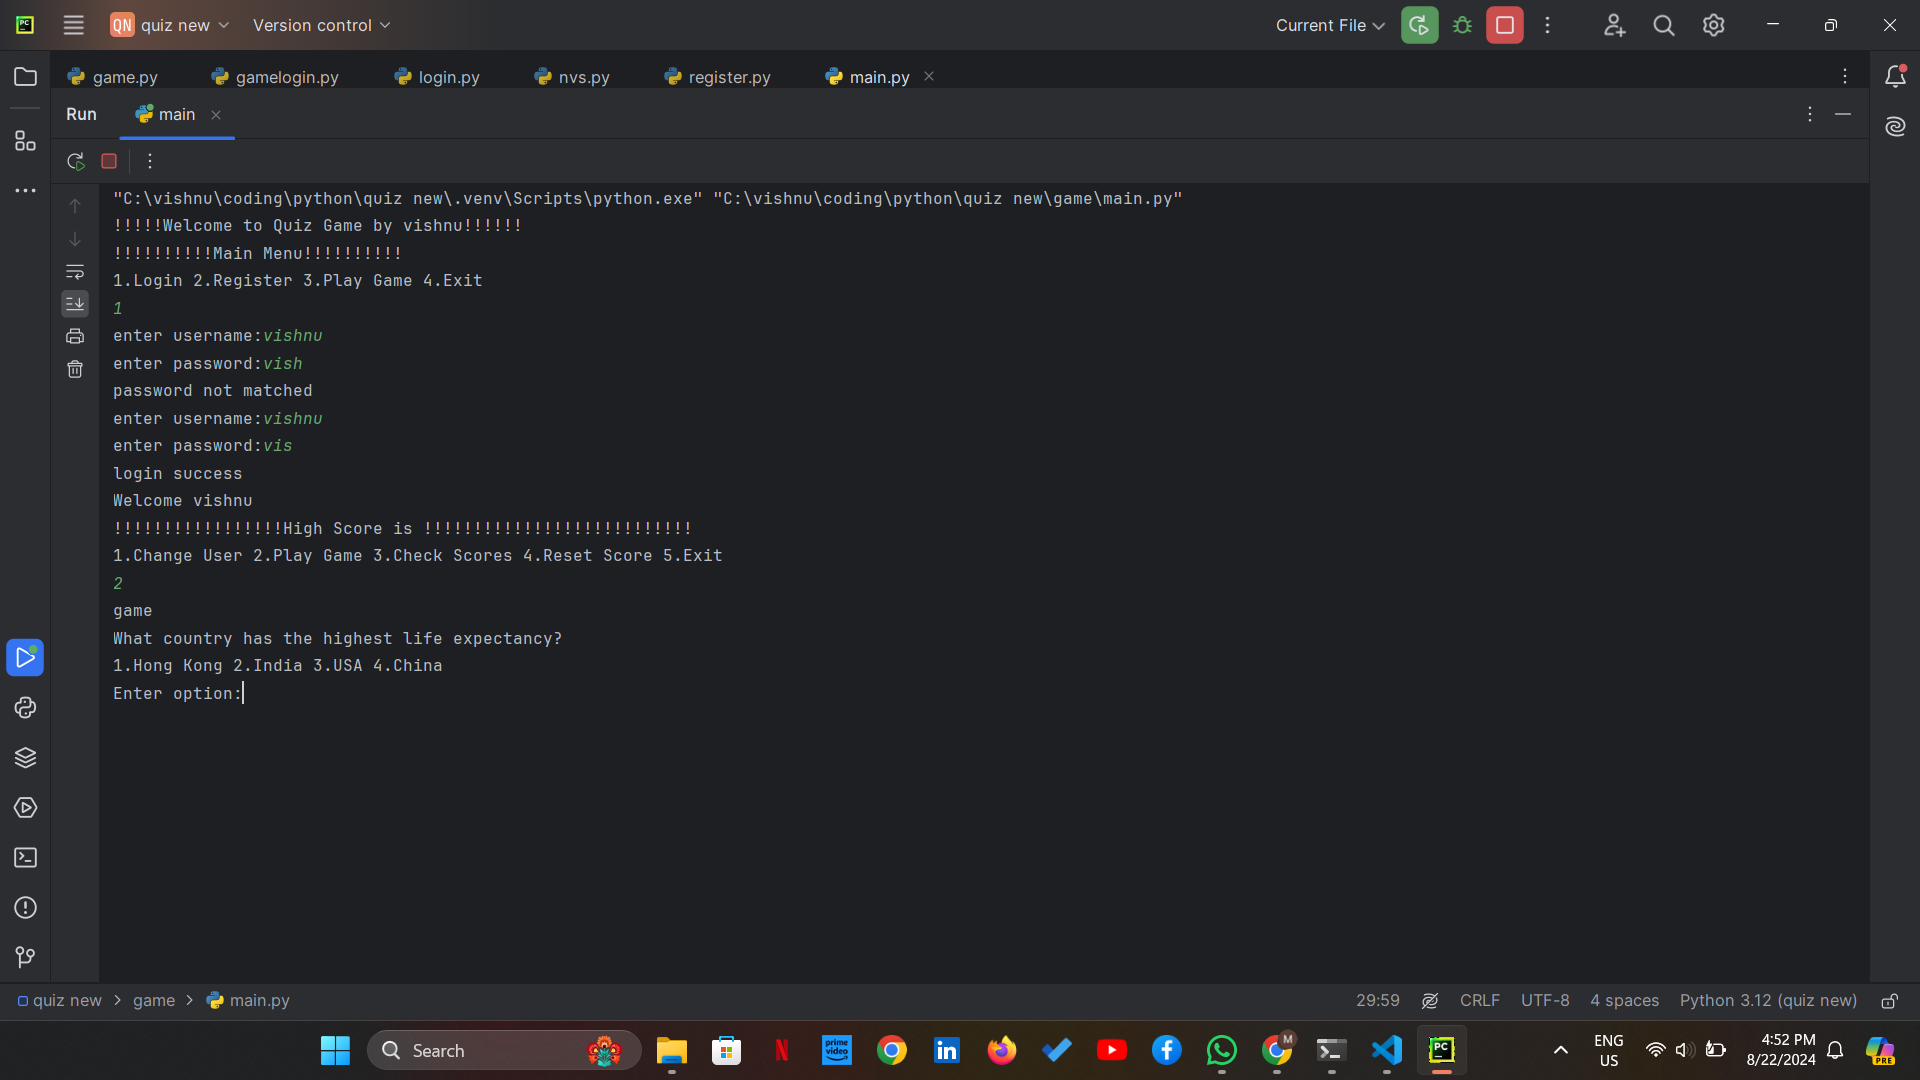 QN quiz new Version control Current File
game.py gamelogin.py login.py nvs.py register.py main.py
Run main
"C:\vishnu\coding\python\quiz new\.venv\Scripts\python.exe" "C:\vishnu\coding\python\quiz new\game\main.py"
!!!!!Welcome to Quiz Game by vishnu!!!!!!
!!!!!!!!!!Main Menu!!!!!!!!!!
1.Login 2.Register 3.Play Game 4.Exit
1
enter username:vishnu
enter password:vish
password not matched
enter username:vishnu
enter password:vis
login success
Welcome vishnu
!!!!!!!!!!!!!!!!!High Score is !!!!!!!!!!!!!!!!!!!!!!!!!!!
1.Change User 2.Play Game 3.Check Scores 4.Reset Score 5.Exit
2
game
What country has the highest life expectancy?
1.Hong Kong 2.India 3.USA 4.China
Enter option:
quiz new > game > main.py 29:59 CRLF UTF-8 4 spaces Python 3.12 (quiz new)
Search prime video M PC ENG 4:52 PM
US 8/22/2024 PRE